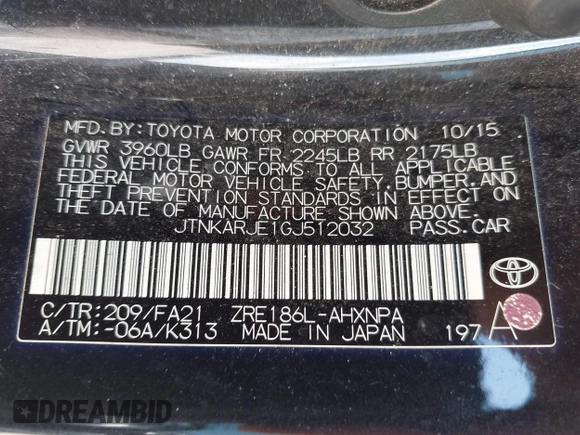 MFD.BY:TOYOTA MOTOR CORPORATION 10/15
GVWR 3960LB GAWR FR 2245LB RR 2175LB
THIS VEHICLE CONFORMS TO ALL APPLICABLE
FEDERAL MOTOR VEHICLE SAFETY,BUMPER,AND
THEFT PREVENTION STANDARDS IN EFFECT ON
THE DATE OF MANUFACTURE SHOWN ABOVE.
JTNKARJE1GJ512032 PASS.CAR
C/TR:209/FA21 ZRE186L-AHXNPA
A/TM:-06A/K313 MADE IN JAPAN 197 A
DREAMBID